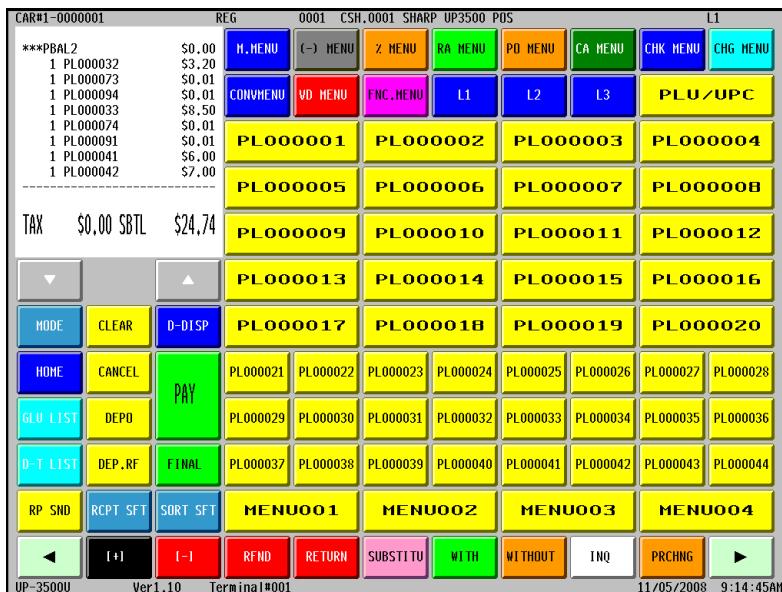 CAR#1-0000001 REG 0001 CSH.0001 SHARP UP3500 POS L1
***PBAL2 $0.00
1 PL000032 $3.20
1 PL000073 $0.01
1 PL000094 $0.01
1 PL000033 $8.50
1 PL000074 $0.01
1 PL000091 $0.01
1 PL000041 $6.00
1 PL000042 $7.00
TAX $0.00 SBTL $24.74
M.MENU (-) MENU % MENU RA MENU PO MENU CA MENU CHK MENU CHG MENU
CONVMENU VD MENU FNC.MENU L1 L2 L3 PLU/UPC
PL000001 PL000002 PL000003 PL000004
PL000005 PL000006 PL000007 PL000008
PL000009 PL000010 PL000011 PL000012
PL000013 PL000014 PL000015 PL000016
MODE CLEAR D-DISP PL000017 PL000018 PL000019 PL000020
HOME CANCEL PAY PL000021 PL000022 PL000023 PL000024 PL000025 PL000026 PL000027 PL000028
GLU LIST DEPO PL000029 PL000030 PL000031 PL000032 PL000033 PL000034 PL000035 PL000036
D-T LIST DEP.RF FINAL PL000037 PL000038 PL000039 PL000040 PL000041 PL000042 PL000043 PL000044
RP SND RCPT SFT SORT SFT MENU001 MENU002 MENU003 MENU004
[+] [-] RFND RETURN SUBSTITU WITH WITHOUT INQ PRCHNG
UP-3500U Ver1.10 Terminal#001 11/05/2008 9:14:45AM